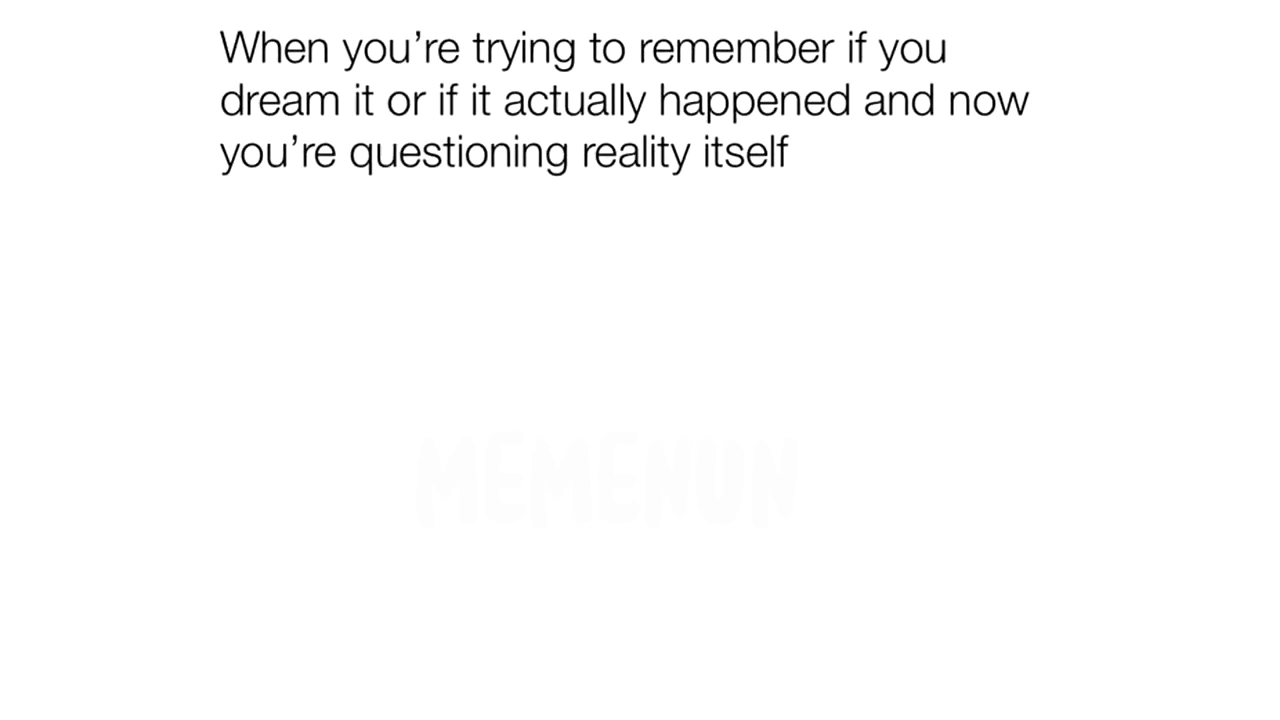 When you’re trying to remember if you
dream it or if it actually happened and now
you’re questioning reality itself
MEMENUN